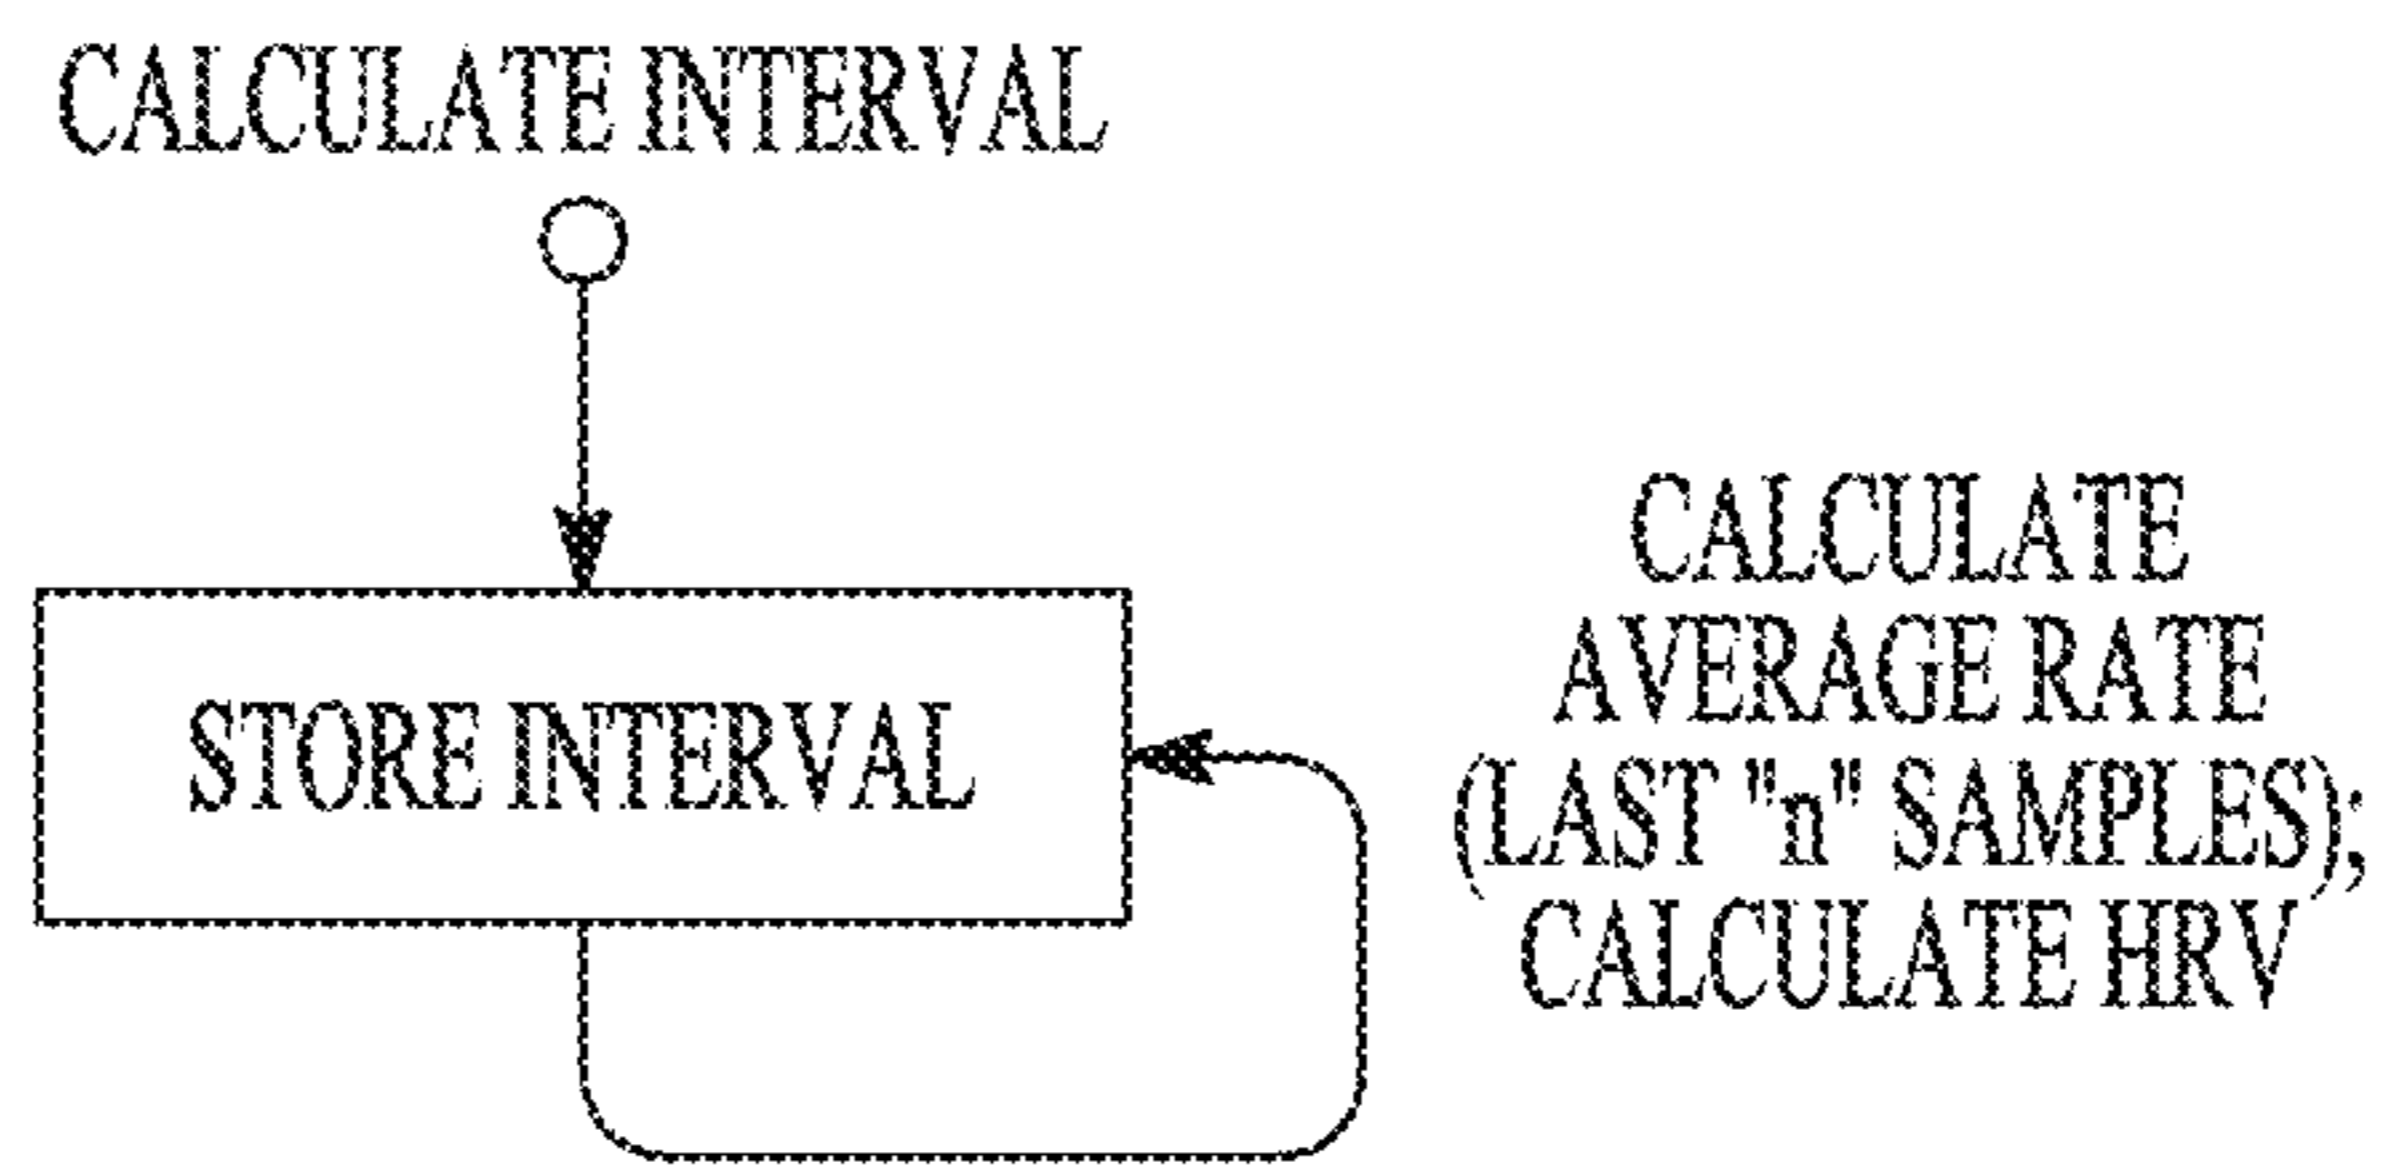 CALCULATE INTERVAL
STORE INTERVAL
CALCULATE
AVERAGE RATE
(LAST "n" SAMPLES);
CALCULATE HRV